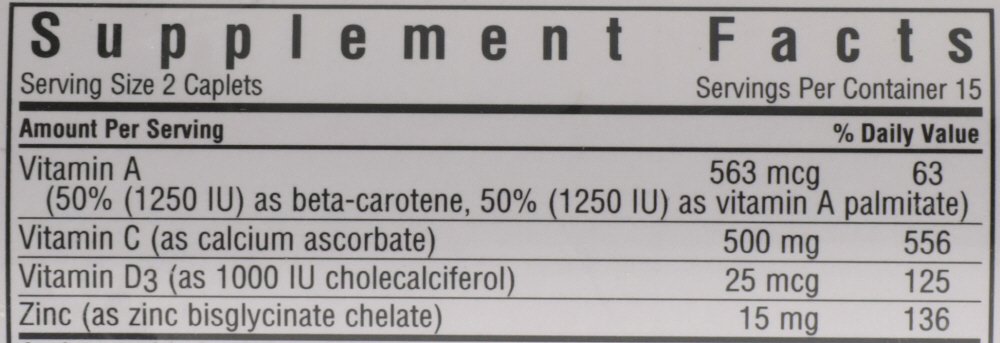 Supplement Facts
Serving Size 2 Caplets Servings Per Container 15
Amount Per Serving % Daily Value
Vitamin A 563 mcg 63
(50% (1250 IU) as beta-carotene, 50% (1250 IU) as vitamin A palmitate)
Vitamin C (as calcium ascorbate) 500 mg 556
Vitamin D3 (as 1000 IU cholecalciferol) 25 mcg 125
Zinc (as zinc bisglycinate chelate) 15 mg 136